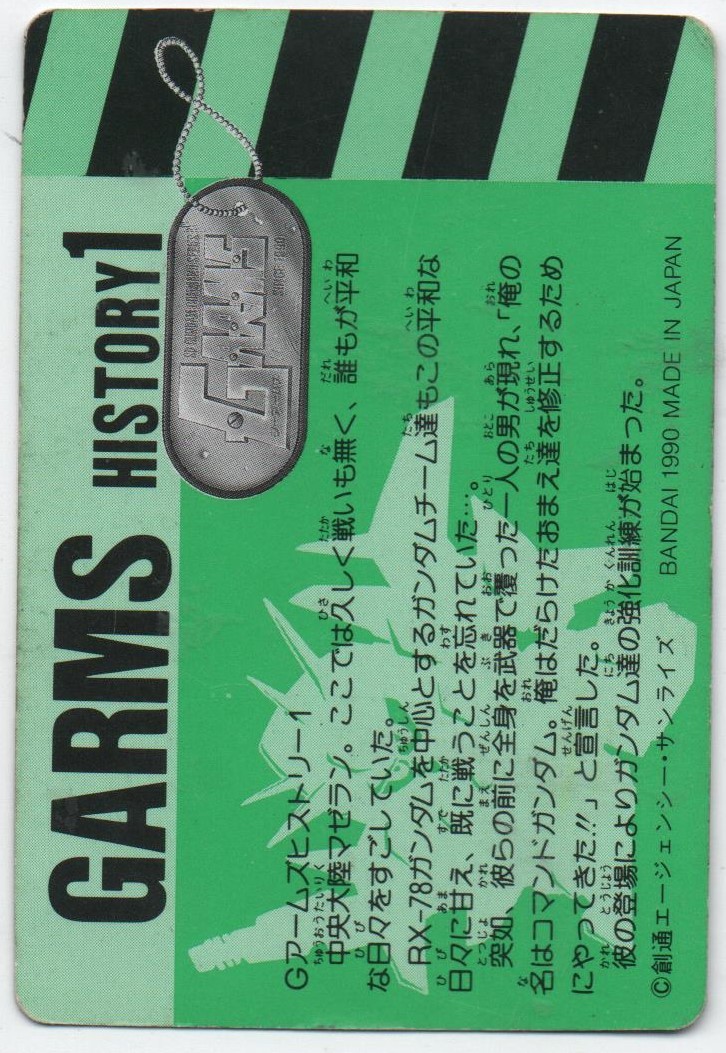 GARMS HISTORY1
SD GUNDAM
G-ARMS
ジーアームズ
Gアームズヒストリー1
中央大陸マゼラン。ここでは久しく戦いも無く、誰もが平和
な日々をすごしていた。
RX-78ガンダムを中心とするガンダムチーム達もこの平和な
日々に甘え、既に戦うことを忘れていた…。
突如、彼らの前に全身を武器で覆った一人の男が現れ、「俺の
名はコマンドガンダム。俺はだらけたおまえ達を修正するため
にやってきた!!」と宣言した。
彼の登場によりガンダム達の強化訓練が始まった。
BANDAI 1990 MADE IN JAPAN
©創通エージェンシー・サンライズ